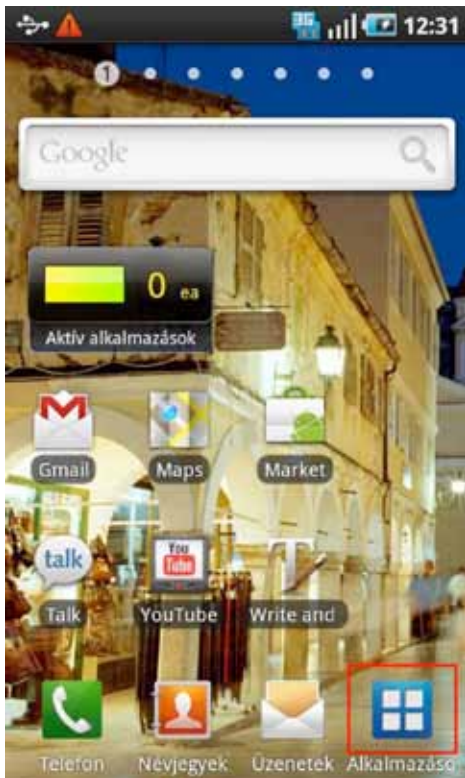 3G 12:31
1
Google
0 ea
Aktív alkalmazások
Gmail Maps Market
talk You Tube T
Talk YouTube Write and
Telefon Névjegyek Üzenetek Alkalmazáso